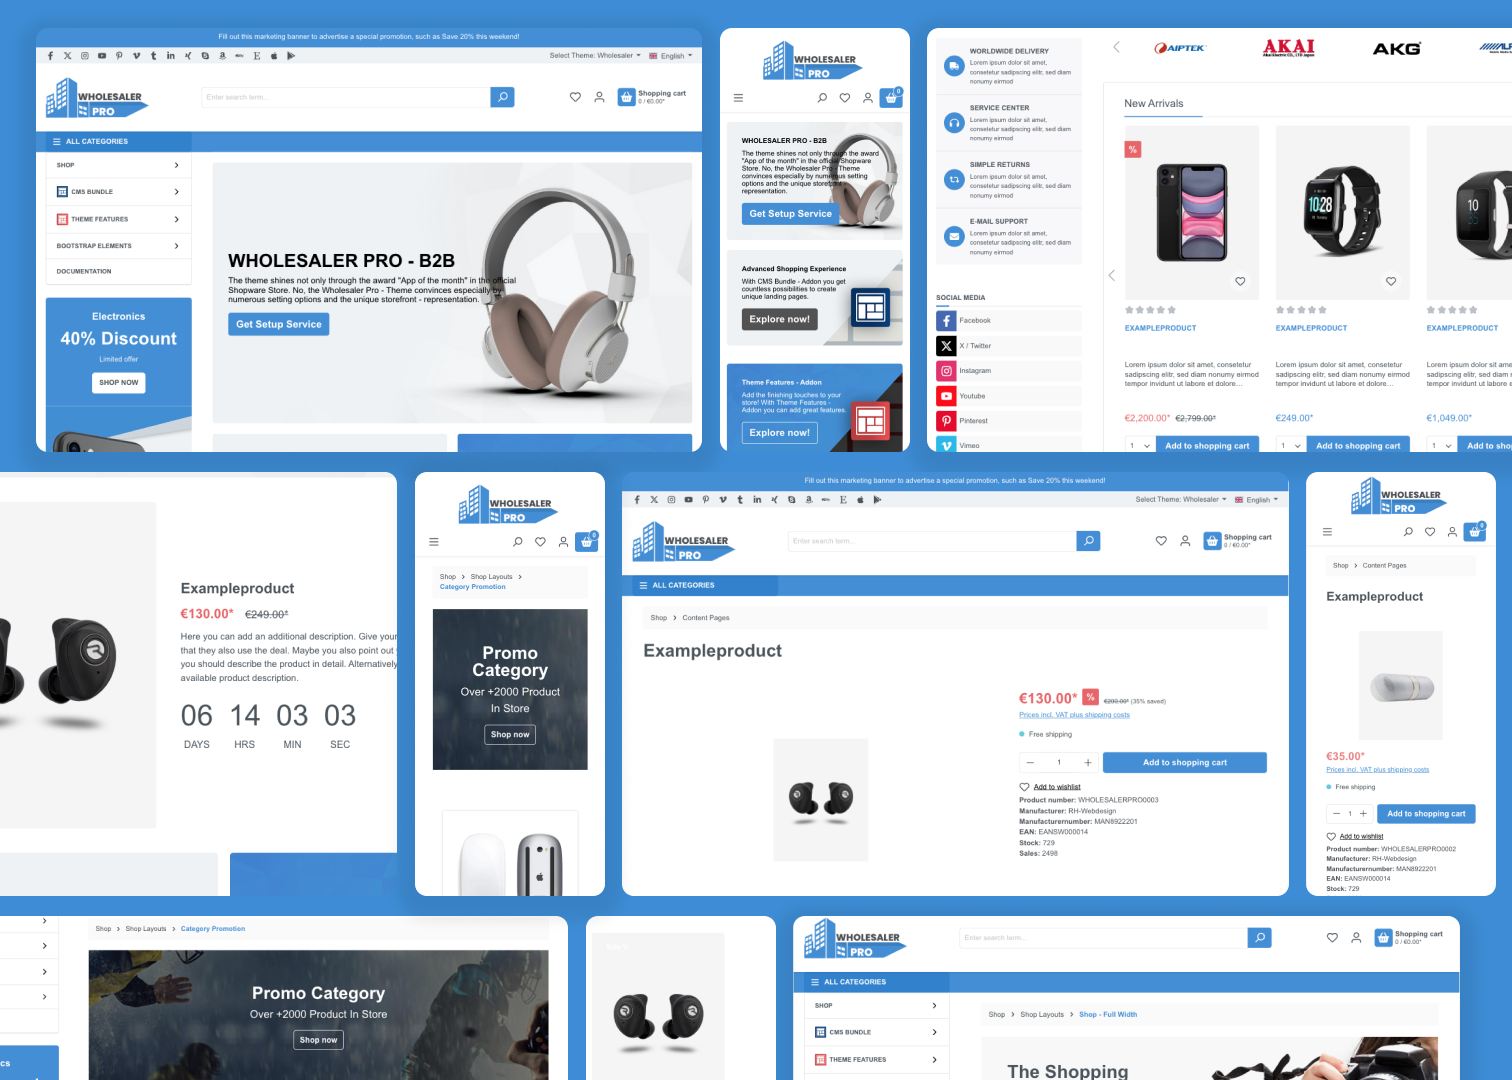 Fill out this marketing banner to advertise a special promotion, such as Save 20% this weekend!
Select Theme: Wholesaler
English
WHOLESALER
PRO
Enter search term...
Shopping cart
0 / €0.00*
ALL CATEGORIES
SHOP
CMS BUNDLE
THEME FEATURES
BOOTSTRAP ELEMENTS
DOCUMENTATION
Electronics
40% Discount
Limited offer
SHOP NOW
WHOLESALER PRO - B2B
The theme shines not only through the award "App of the month" in the official
Shopware Store. No, the Wholesaler Pro - Theme convinces especially by
numerous setting options and the unique storefront - representation.
Get Setup Service
WHOLESALER
PRO
0
WHOLESALER PRO - B2B
The theme shines not only through the award
"App of the month" in the official Shopware
Store. No, the Wholesaler Pro - Theme
convinces especially by numerous setting
options and the unique storefront -
representation.
Get Setup Service
Advanced Shopping Experience
With CMS Bundle - Addon you get
countless possibilities to create
unique landing pages.
Explore now!
Theme Features - Addon
Add the finishing touches to your
store! With Theme Features -
Addon you can add great features.
Explore now!
WORLDWIDE DELIVERY
Lorem ipsum dolor sit amet,
consetetur sadipscing elitr, sed diam
nonumy eirmod
SERVICE CENTER
Lorem ipsum dolor sit amet,
consetetur sadipscing elitr, sed diam
nonumy eirmod
SIMPLE RETURNS
Lorem ipsum dolor sit amet,
consetetur sadipscing elitr, sed diam
nonumy eirmod
E-MAIL SUPPORT
Lorem ipsum dolor sit amet,
consetetur sadipscing elitr, sed diam
nonumy eirmod
SOCIAL MEDIA
Facebook
X / Twitter
Instagram
Youtube
Pinterest
Vimeo
AIPTEK
AKAI
AKG
New Arrivals
%
10:28
10
EXAMPLEPRODUCT
EXAMPLEPRODUCT
EXAMPLEPRODUCT
Lorem ipsum dolor sit amet, consetetur
sadipscing elitr, sed diam nonumy eirmod
tempor invidunt ut labore et dolore...
Lorem ipsum dolor sit amet, consetetur
sadipscing elitr, sed diam nonumy eirmod
tempor invidunt ut labore et dolore...
Lorem ipsum dolor sit am
sadipscing elitr, sed diam
tempor invidunt ut labore
€2,200.00* €2,799.00*
€249.00*
€1,049.00*
1 Add to shopping cart
1 Add to shopping cart
1 Add to shop
Exampleproduct
€130.00* €249.00*
Here you can add an additional description. Give your
that they also use the deal. Maybe you also point out
you should describe the product in detail. Alternatively
available product description.
06 14 03 03
DAYS HRS MIN SEC
WHOLESALER
PRO
0
Shop > Shop Layouts >
Category Promotion
Promo
Category
Over +2000 Product
In Store
Shop now
Fill out this marketing banner to advertise a special promotion, such as Save 20% this weekend!
Select Theme: Wholesaler
English
WHOLESALER
PRO
Enter search term...
Shopping cart
0 / €0.00*
ALL CATEGORIES
Shop > Content Pages
Exampleproduct
€130.00* % €200.00* (35% saved)
Prices incl. VAT plus shipping costs
Free shipping
1
Add to shopping cart
Add to wishlist
Product number: WHOLESALERPRO0003
Manufacturer: RH-Webdesign
Manufacturernumber: MAN8922201
EAN: EANSW000014
Stock: 729
Sales: 2498
WHOLESALER
PRO
0
Shop > Content Pages
Exampleproduct
€35.00*
Prices incl. VAT plus shipping costs
Free shipping
1
Add to shopping cart
Add to wishlist
Product number: WHOLESALERPRO0002
Manufacturer: RH-Webdesign
Manufacturernumber: MAN8922201
EAN: EANSW000014
Stock: 729
cs
Shop > Shop Layouts > Category Promotion
Promo Category
Over +2000 Product In Store
Shop now
WHOLESALER
PRO
Enter search term...
Shopping cart
0 / €0.00*
ALL CATEGORIES
SHOP
CMS BUNDLE
THEME FEATURES
Shop > Shop Layouts > Shop - Full Width
The Shopping